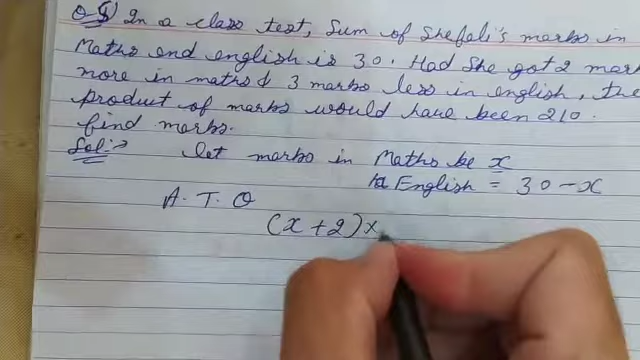 Q5) In a class test, Sum of Shefali's marks in
Maths and english is 30. Had She got 2 mark
more in maths & 3 marks less in english, the
product of marks would have been 210.
find marks.
Sol:→ let marks in Maths be x
English = 30-x
A.T.Q
(x+2)×